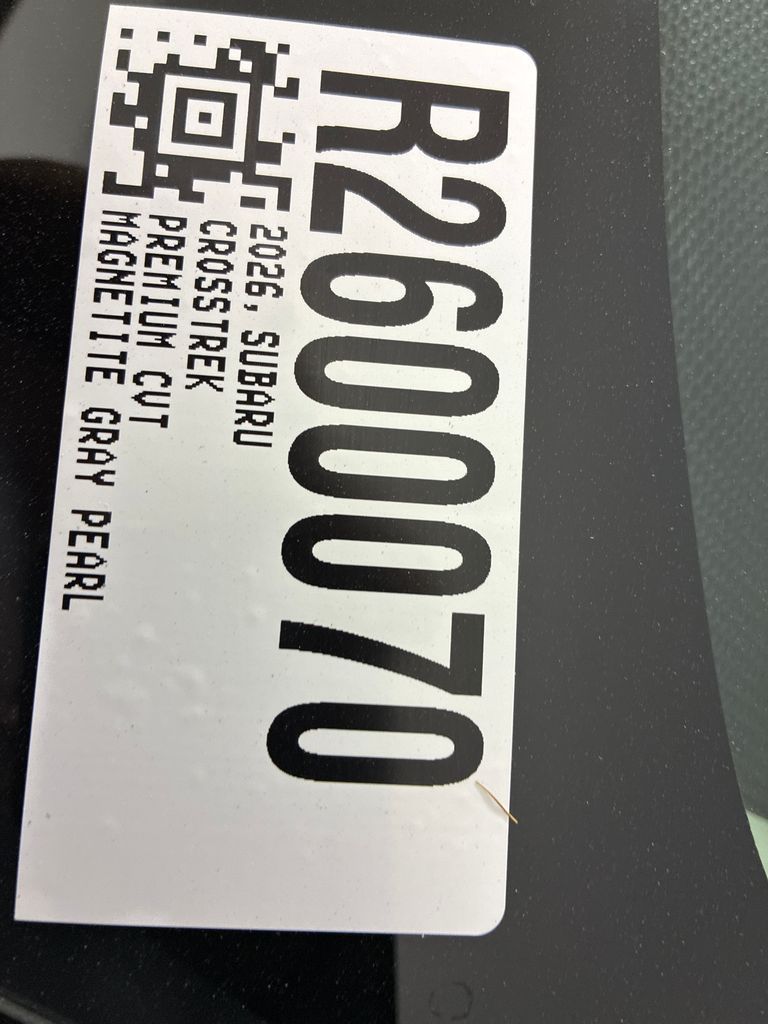 R2600070
2026, SUBARU
CROSSTREK
PREMIUM CVT
MAGNETITE GRAY PEARL